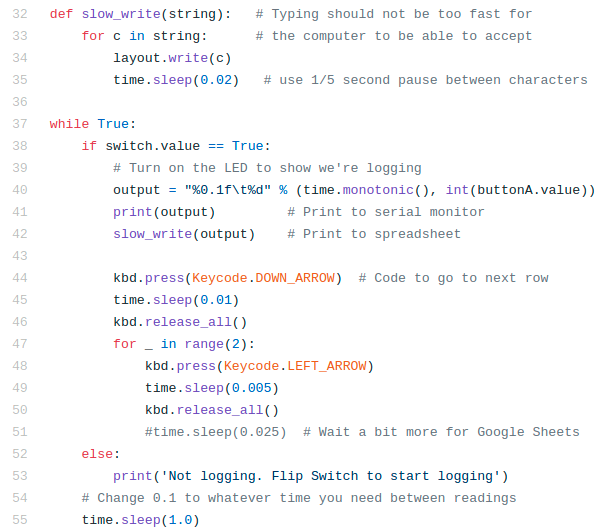 32 def slow_write(string):   # Typing should not be too fast for
33     for c in string:      # the computer to be able to accept
34         layout.write(c)
35         time.sleep(0.02)   # use 1/5 second pause between characters
36
37 while True:
38     if switch.value == True:
39         # Turn on the LED to show we're logging
40         output = "%0.1f\t%d" % (time.monotonic(), int(buttonA.value))
41         print(output)         # Print to serial monitor
42         slow_write(output)    # Print to spreadsheet
43
44         kbd.press(Keycode.DOWN_ARROW)  # Code to go to next row
45         time.sleep(0.01)
46         kbd.release_all()
47         for _ in range(2):
48             kbd.press(Keycode.LEFT_ARROW)
49             time.sleep(0.005)
50             kbd.release_all()
51             #time.sleep(0.025)  # Wait a bit more for Google Sheets
52     else:
53         print('Not logging. Flip Switch to start logging')
54     # Change 0.1 to whatever time you need between readings
55     time.sleep(1.0)